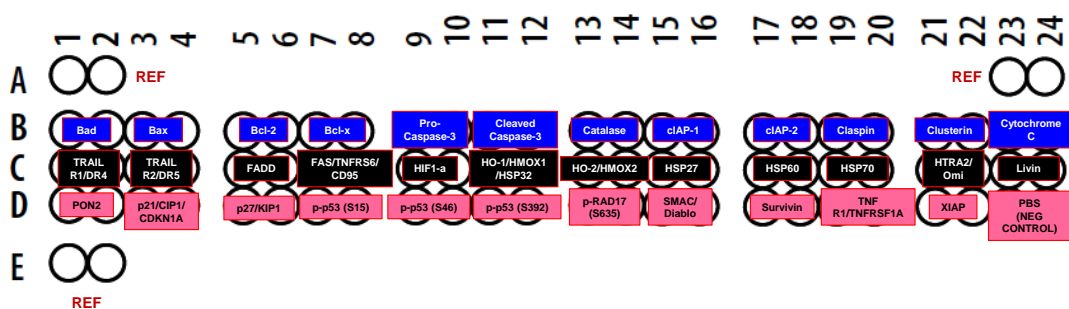 1 2 3 4 5 6 7 8 9 10 11 12 13 14 15 16 17 18 19 20 21 22 23 24
A REF REF
B Bad Bax Bcl-2 Bcl-x Pro-
Caspase-3 Cleaved
Caspase-3 Catalase cIAP-1 cIAP-2 Claspin Clusterin Cytochrome
C
C TRAIL
R1/DR4 TRAIL
R2/DR5 FADD FAS/TNFRS6/
CD95 HIF1-a HO-1/HMOX1
/HSP32 HO-2/HMOX2 HSP27 HSP60 HSP70 HTRA2/
Omi Livin
D PON2 p21/CIP1/
CDKN1A p27/KIP1 p-p53 (S15) p-p53 (S46) p-p53 (S392) p-RAD17
(S635) SMAC/
Diablo Survivin TNF
R1/TNFRSF1A XIAP PBS
(NEG
CONTROL)
E
REF